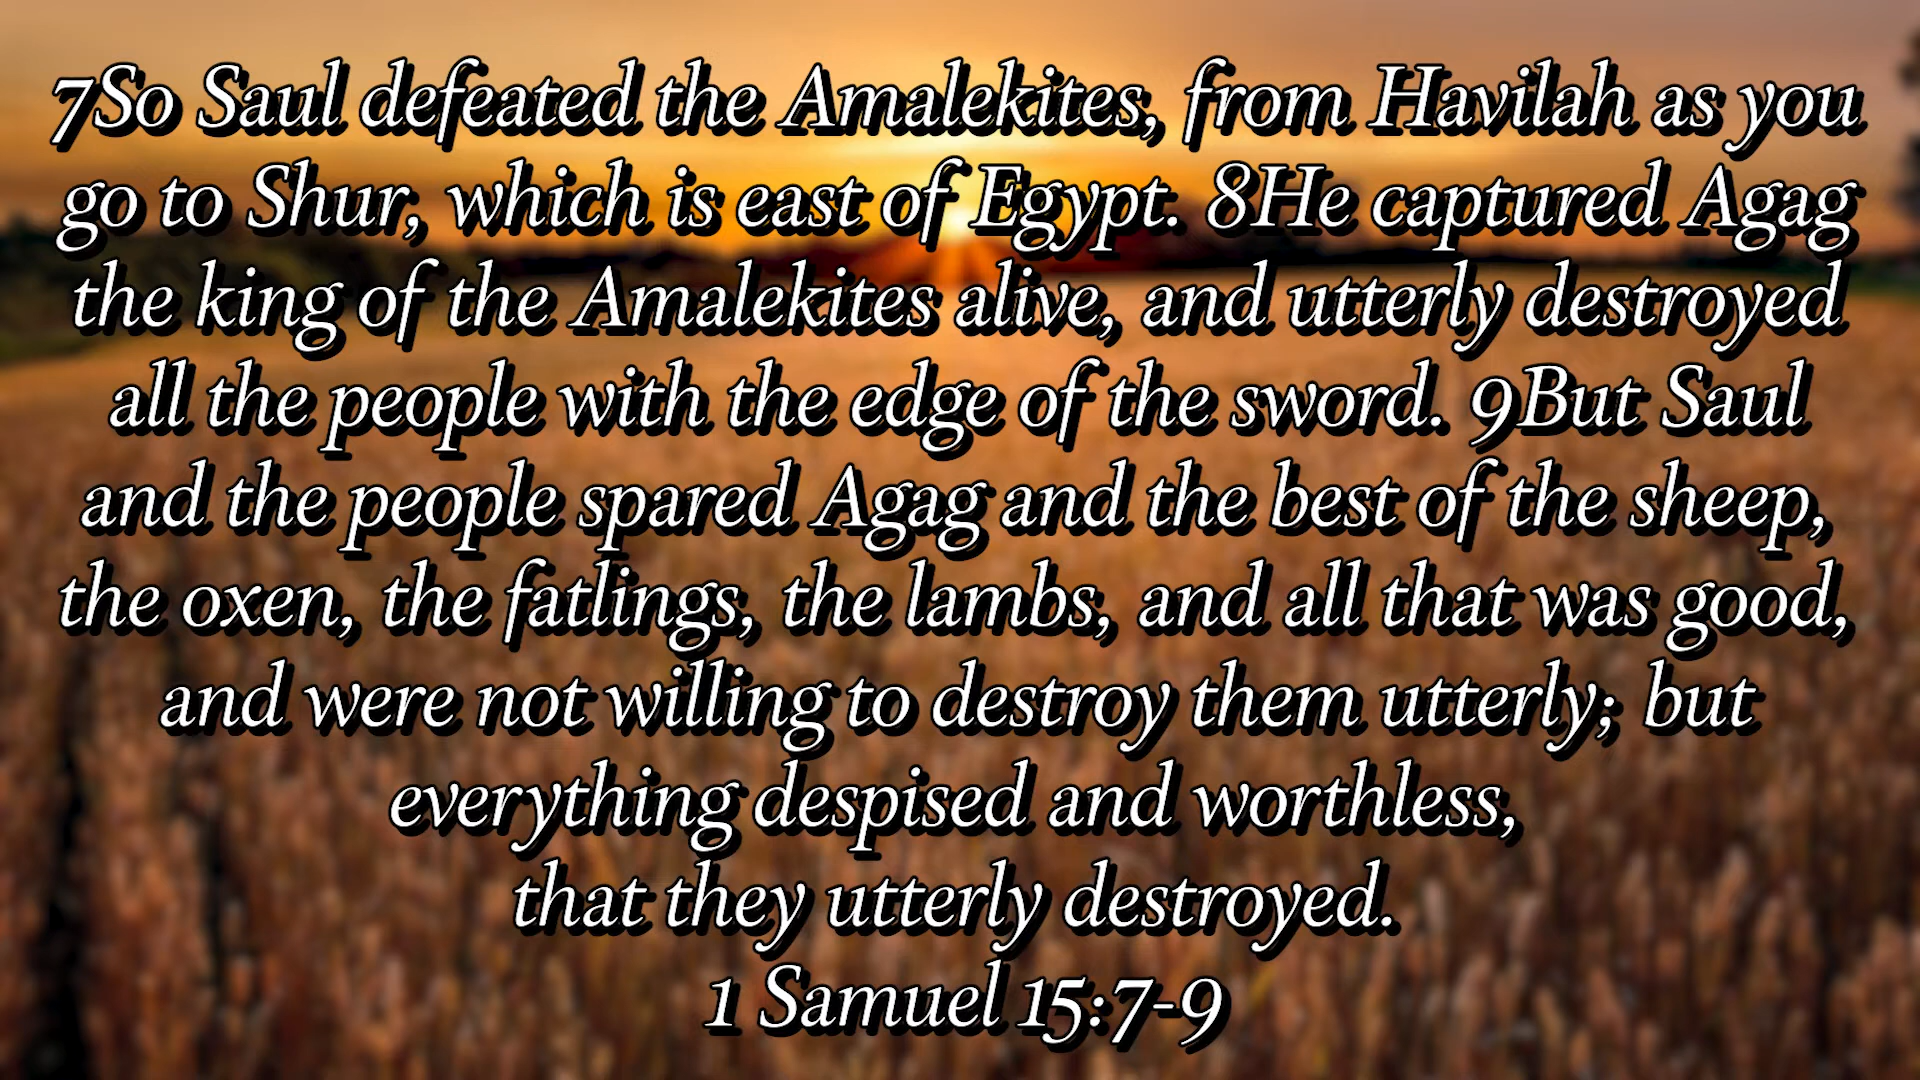 7So Saul defeated the Amalekites, from Havilah as you
go to Shur, which is east of Egypt. 8He captured Agag
the king of the Amalekites alive, and utterly destroyed
all the people with the edge of the sword. 9But Saul
and the people spared Agag and the best of the sheep,
the oxen, the fatlings, the lambs, and all that was good,
and were not willing to destroy them utterly; but
everything despised and worthless,
that they utterly destroyed.
1 Samuel 15:7-9